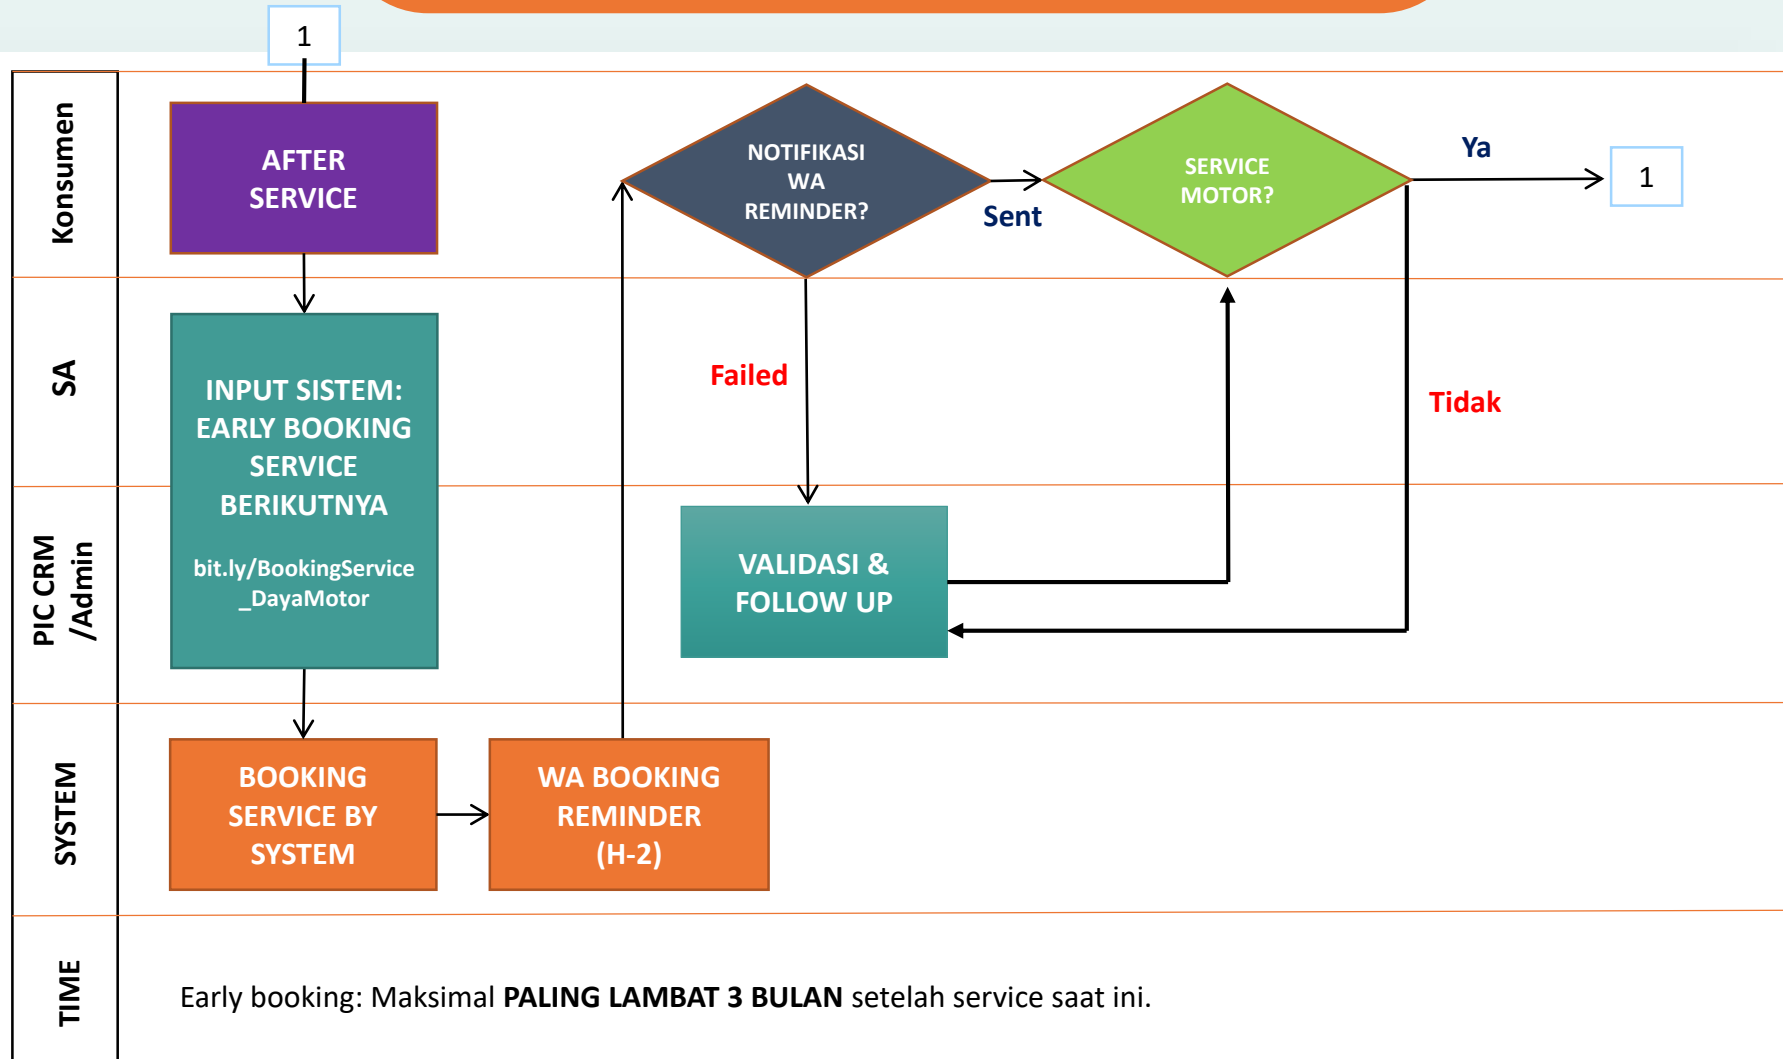 1
Konsumen
AFTER
SERVICE
NOTIFIKASI
WA
REMINDER?
Sent
SERVICE
MOTOR?
Ya
1
SA
INPUT SISTEM:
EARLY BOOKING
SERVICE
BERIKUTNYA
bit.ly/BookingService
_DayaMotor
Failed
Tidak
PIC CRM
/Admin
VALIDASI &
FOLLOW UP
SYSTEM
BOOKING
SERVICE BY
SYSTEM
WA BOOKING
REMINDER
(H-2)
TIME
Early booking: Maksimal PALING LAMBAT 3 BULAN setelah service saat ini.